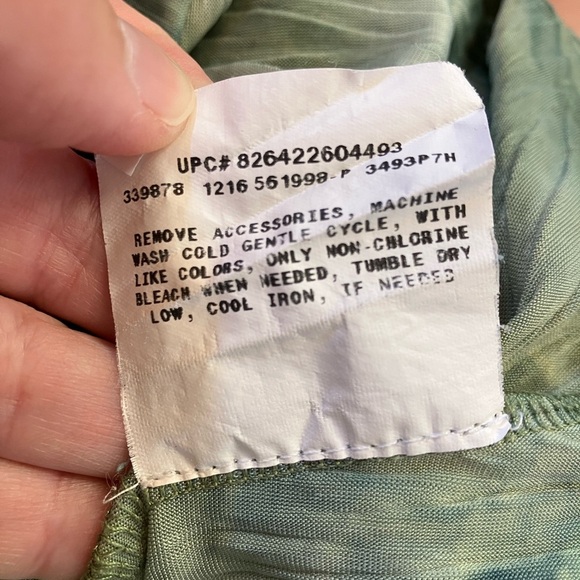 UPC# 826422604493
339878 1216 561998-P 3493P7H
REMOVE ACCESSORIES, MACHINE
WASH COLD GENTLE CYCLE, WITH
LIKE COLORS, ONLY NON-CHLORINE
BLEACH WHEN NEEDED, TUMBLE DRY
LOW, COOL IRON, IF NEEDED